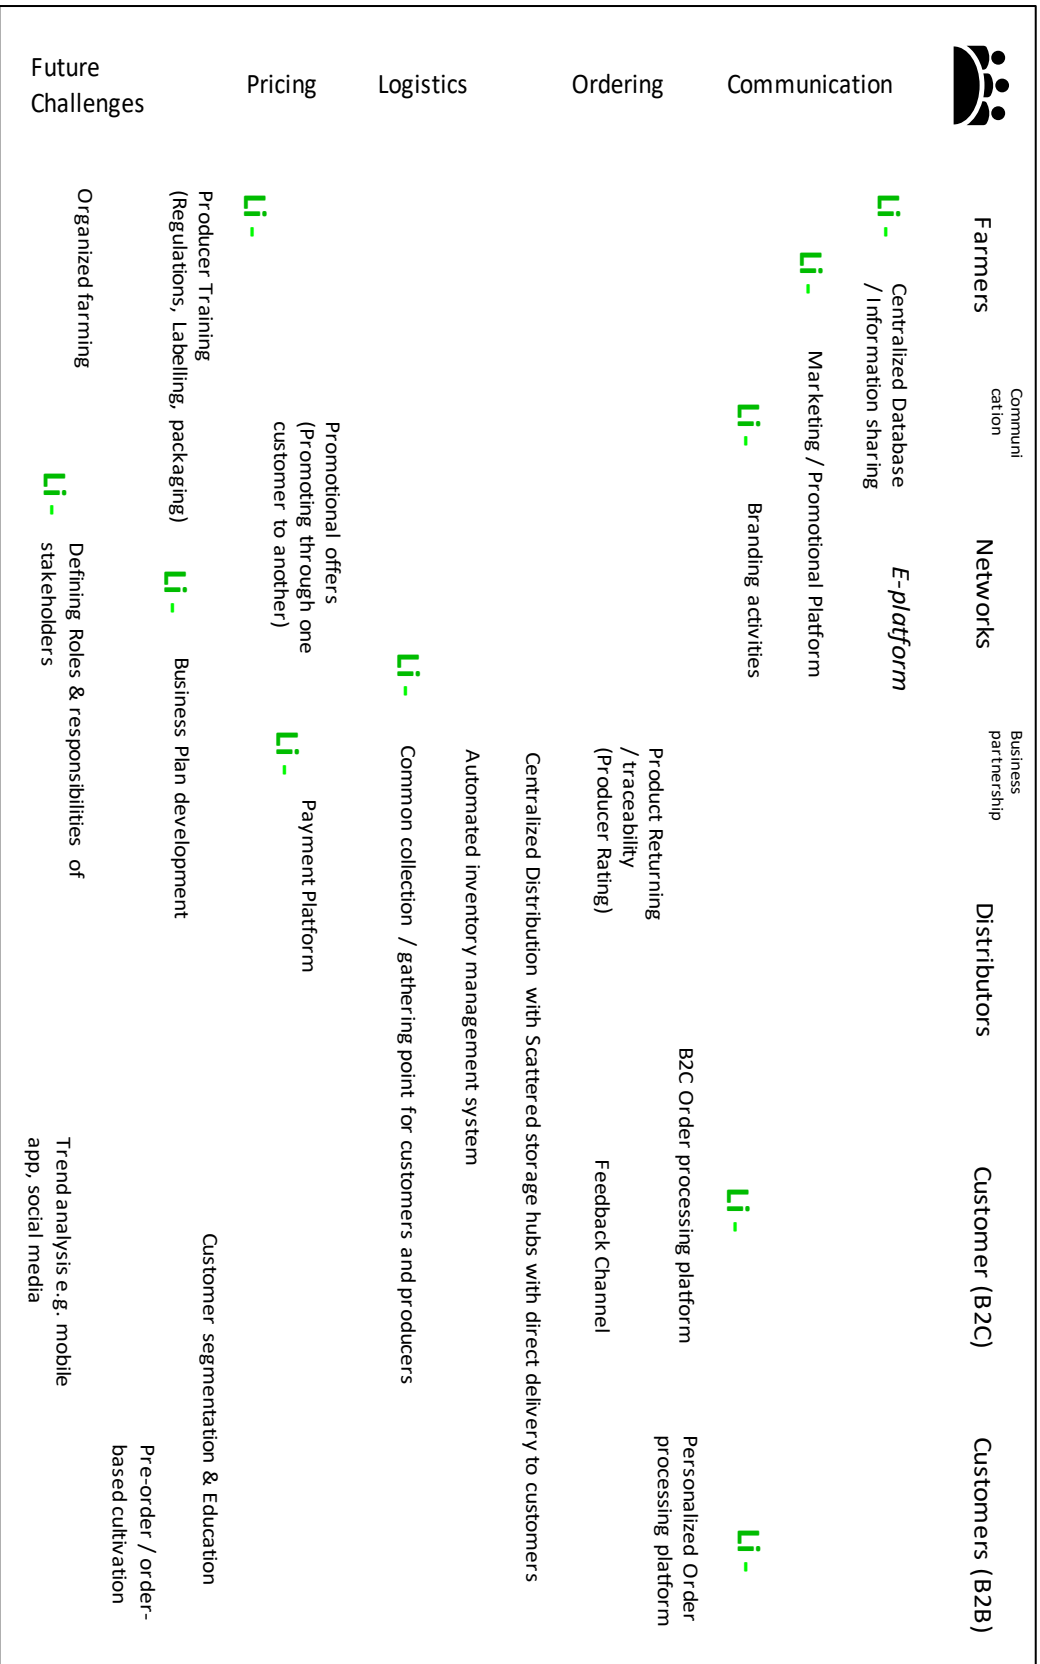 Future
Challenges
Pricing
Logistics
Ordering
Communication
Farmers
Communi
cation
Networks
Business
partnership
Distributors
Customer (B2C)
Customers (B2B)
Li -
Centralized Database
/ Information sharing
E-platform
Li -
Marketing / Promotional Platform
Li -
Branding activities
Li -
Li -
B2C Order processing platform
Personalized Order
processing platform
Product Returning
/ traceability
(Producer Rating)
Feedback Channel
Centralized Distribution with Scattered storage hubs with direct delivery to customers
Automated inventory management system
Li -
Common collection / gathering point for customers and producers
Li -
Promotional offers
(Promoting through one
customer to another)
Li -
Payment Platform
Producer Training
(Regulations, Labelling, packaging)
Li -
Business Plan development
Customer segmentation & Education
Pre-order / order-
based cultivation
Organized farming
Li -
Defining Roles & responsibilities of
stakeholders
Trend analysis e.g. mobile
app, social media